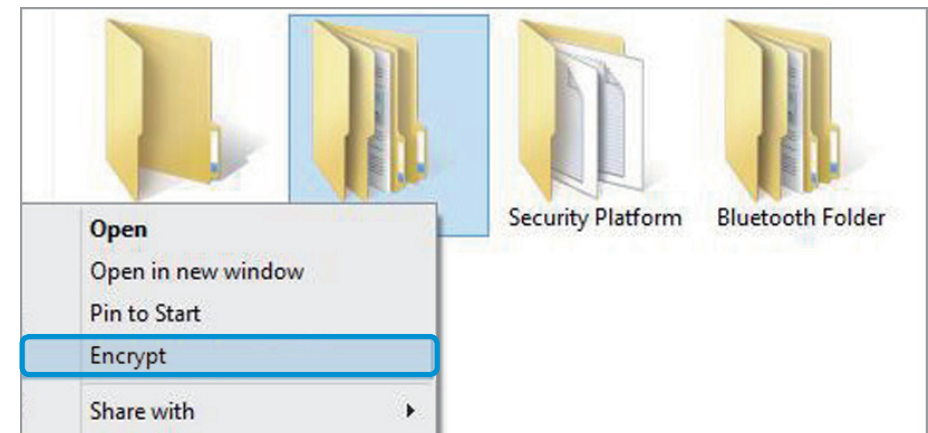 Security Platform
Bluetooth Folder
Open
Open in new window
Pin to Start
Encrypt
Share with